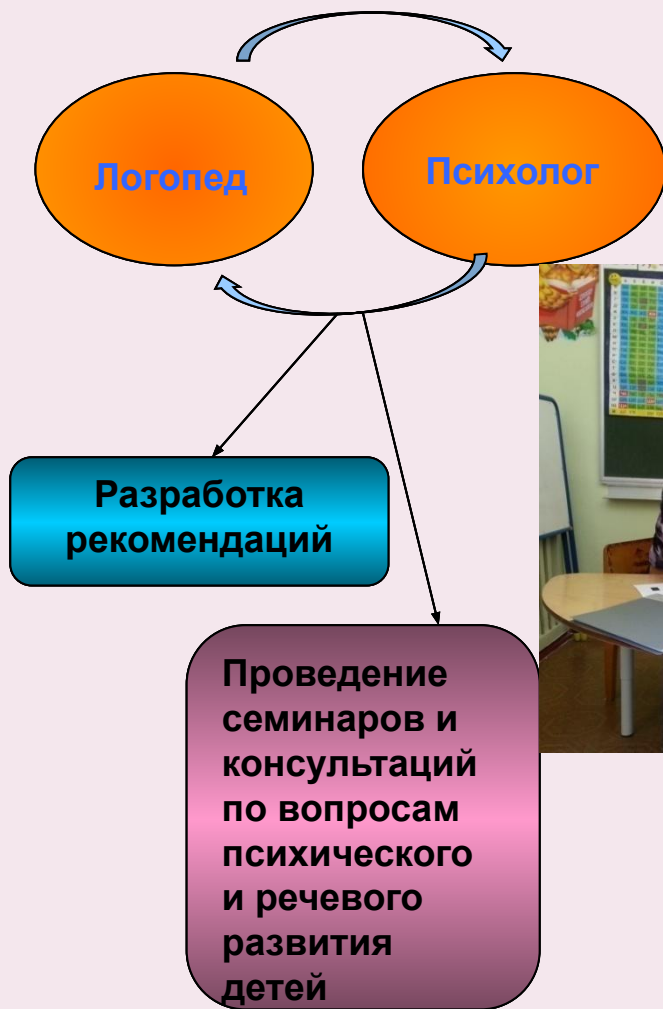 Логопед
Психолог
Разработка
рекомендаций
Проведение
семинаров и
консультаций
по вопросам
психического
и речевого
развития
детей